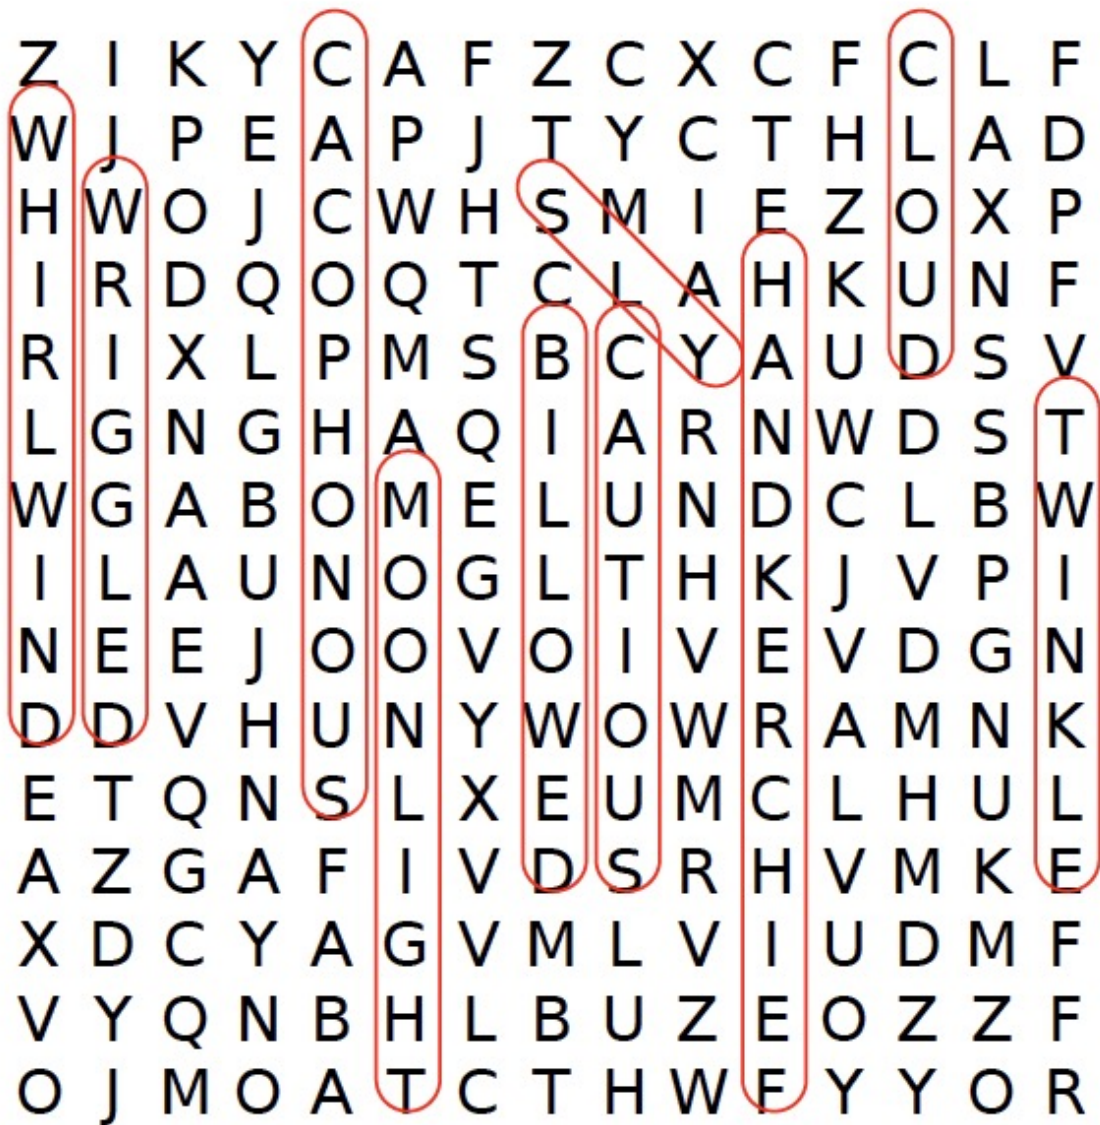 Z I K Y C A F Z C X C F C L F
W J P E A P J T Y C T H L A D
H W O J C W H S M I E Z O X P
I R D Q O Q T C L A H K U N F
R I X L P M S B C Y A U D S V
L G N G H A Q I A R N W D S T
W G A B O M E L U N D C L B W
I L A U N O G L T H K J V P I
N E E J O O V O I V E V D G N
D D V H U N Y W O W R A M N K
E T Q N S L X E U M C L H U L
A Z G A F I V D S R H V M K E
X D C Y A G V M L V I U D M F
V Y Q N B H L B U Z E O Z Z F
O J M O A T C T H W F Y Y O R